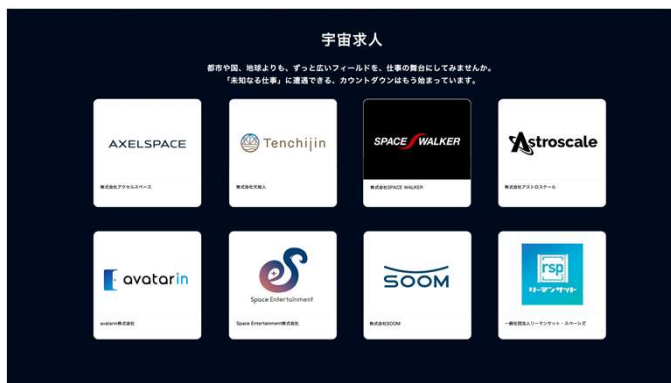 宇宙求人
都市や国、地球よりも、ずっと広いフィールドを、仕事の舞台にしてみませんか。
「未知なる仕事」に遭遇できる、カウントダウンはもう始まっています。
AXELSPACE
Tenchijin
SPACE WALKER
Astroscale
株式会社アクセルスペース
株式会社天地人
株式会社SPACE WALKER
株式会社アストロスケール
avatarin
Space Entertainment
SOOM
rsp
リーマンサット
avatarin株式会社
Space Entertainment株式会社
株式会社SOOM
一般社団法人リーマンサット・スペーシズ